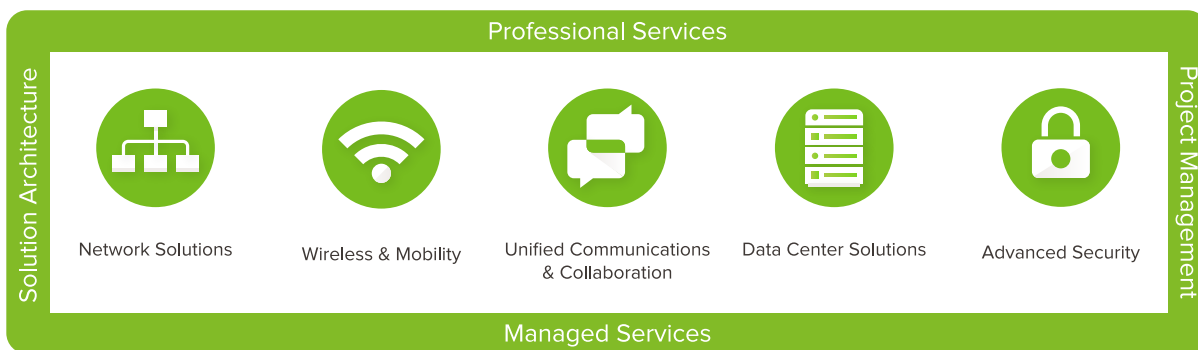 Professional Services
Solution Architecture
Project Management
Network Solutions
Wireless & Mobility
Unified Communications
& Collaboration
Data Center Solutions
Advanced Security
Managed Services